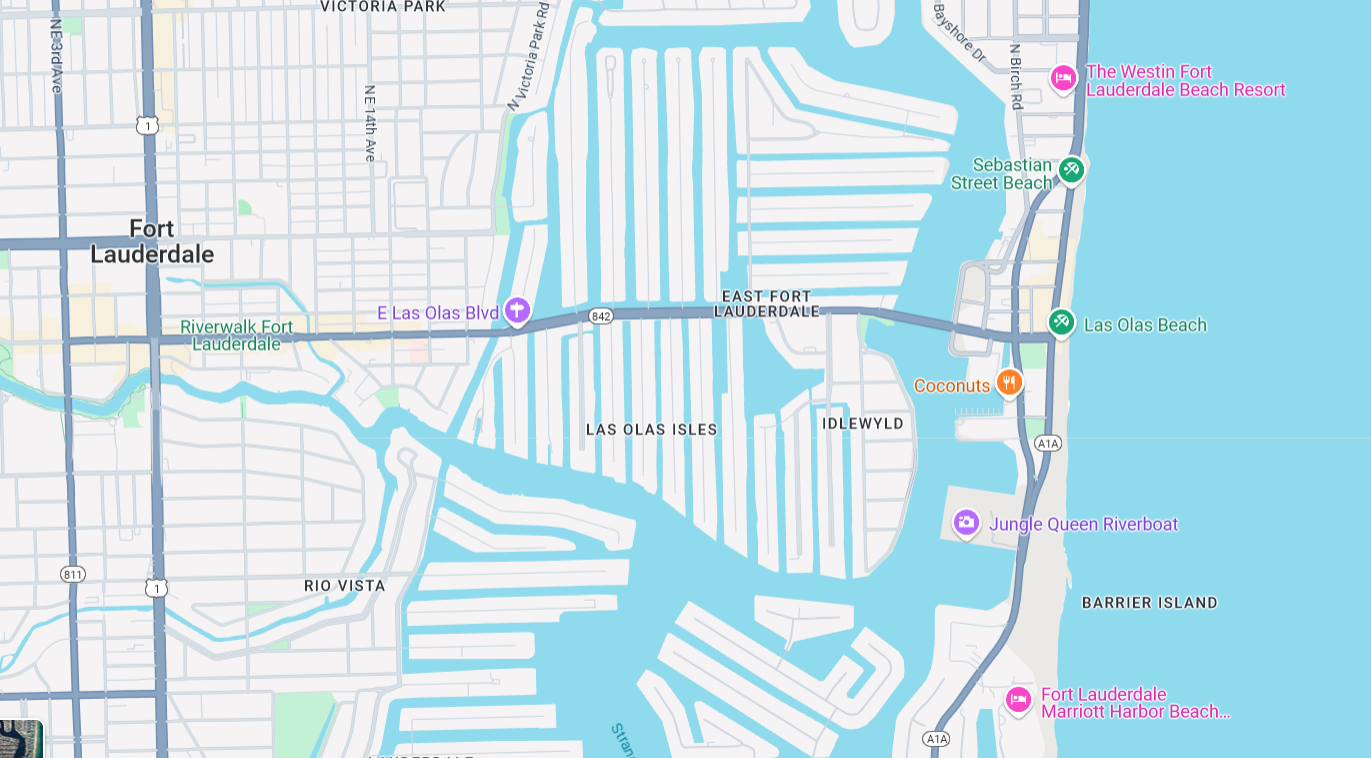 VICTORIA PARK
NE 3rd Ave
N Victoria Park Rd
Bayshore Dr
N Birch Rd
The Westin Fort
Lauderdale Beach Resort
1
NE 14th Ave
Sebastian
Street Beach
Fort
Lauderdale
E Las Olas Blvd
842
EAST FORT
LAUDERDALE
Riverwalk Fort
Lauderdale
Las Olas Beach
Coconuts
LAS OLAS ISLES
IDLEWYLD
A1A
Jungle Queen Riverboat
811
1
RIO VISTA
BARRIER ISLAND
Fort Lauderdale
Marriott Harbor Beach...
A1A